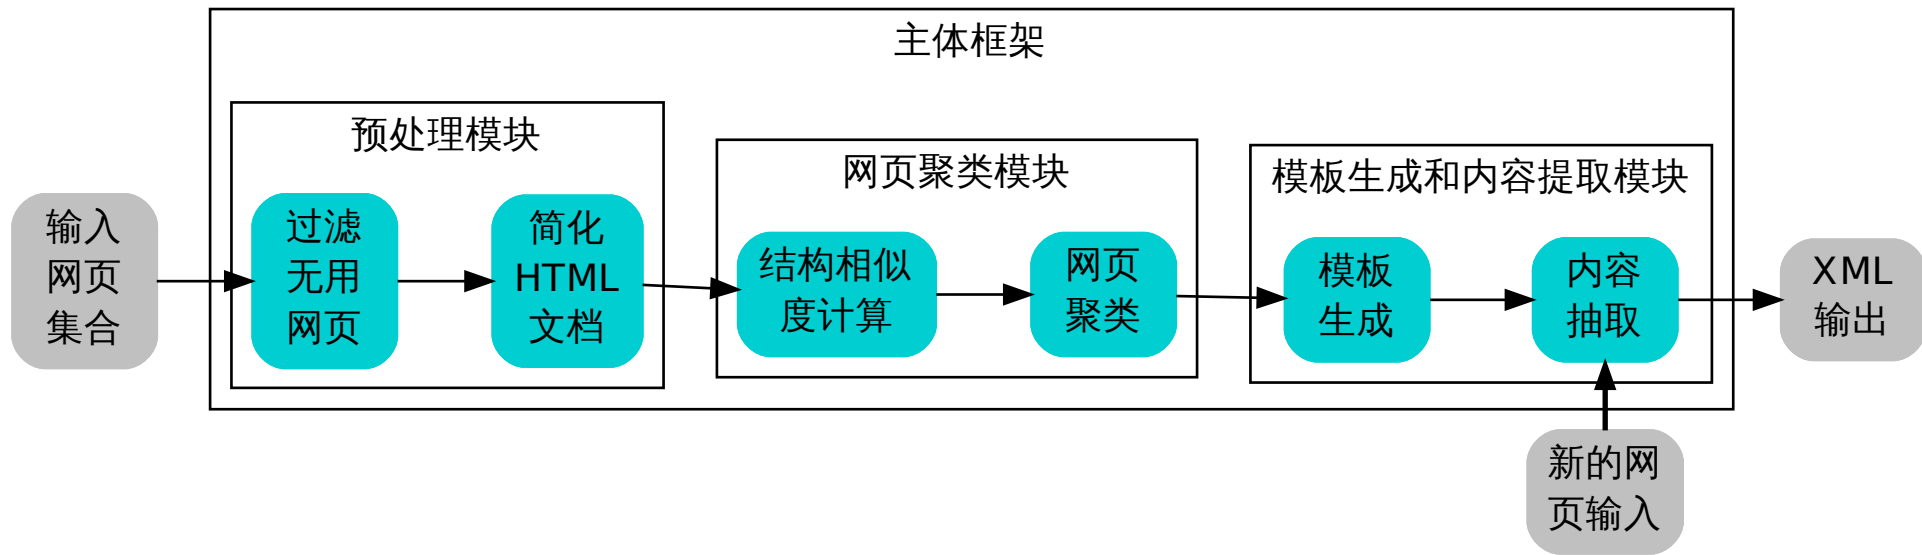 主体框架
预处理模块
网页聚类模块
模板生成和内容提取模块
输入
网页
集合
过滤
无用
网页
简化
HTML
文档
结构相似
度计算
网页
聚类
模板
生成
内容
抽取
XML
输出
新的网
页输入